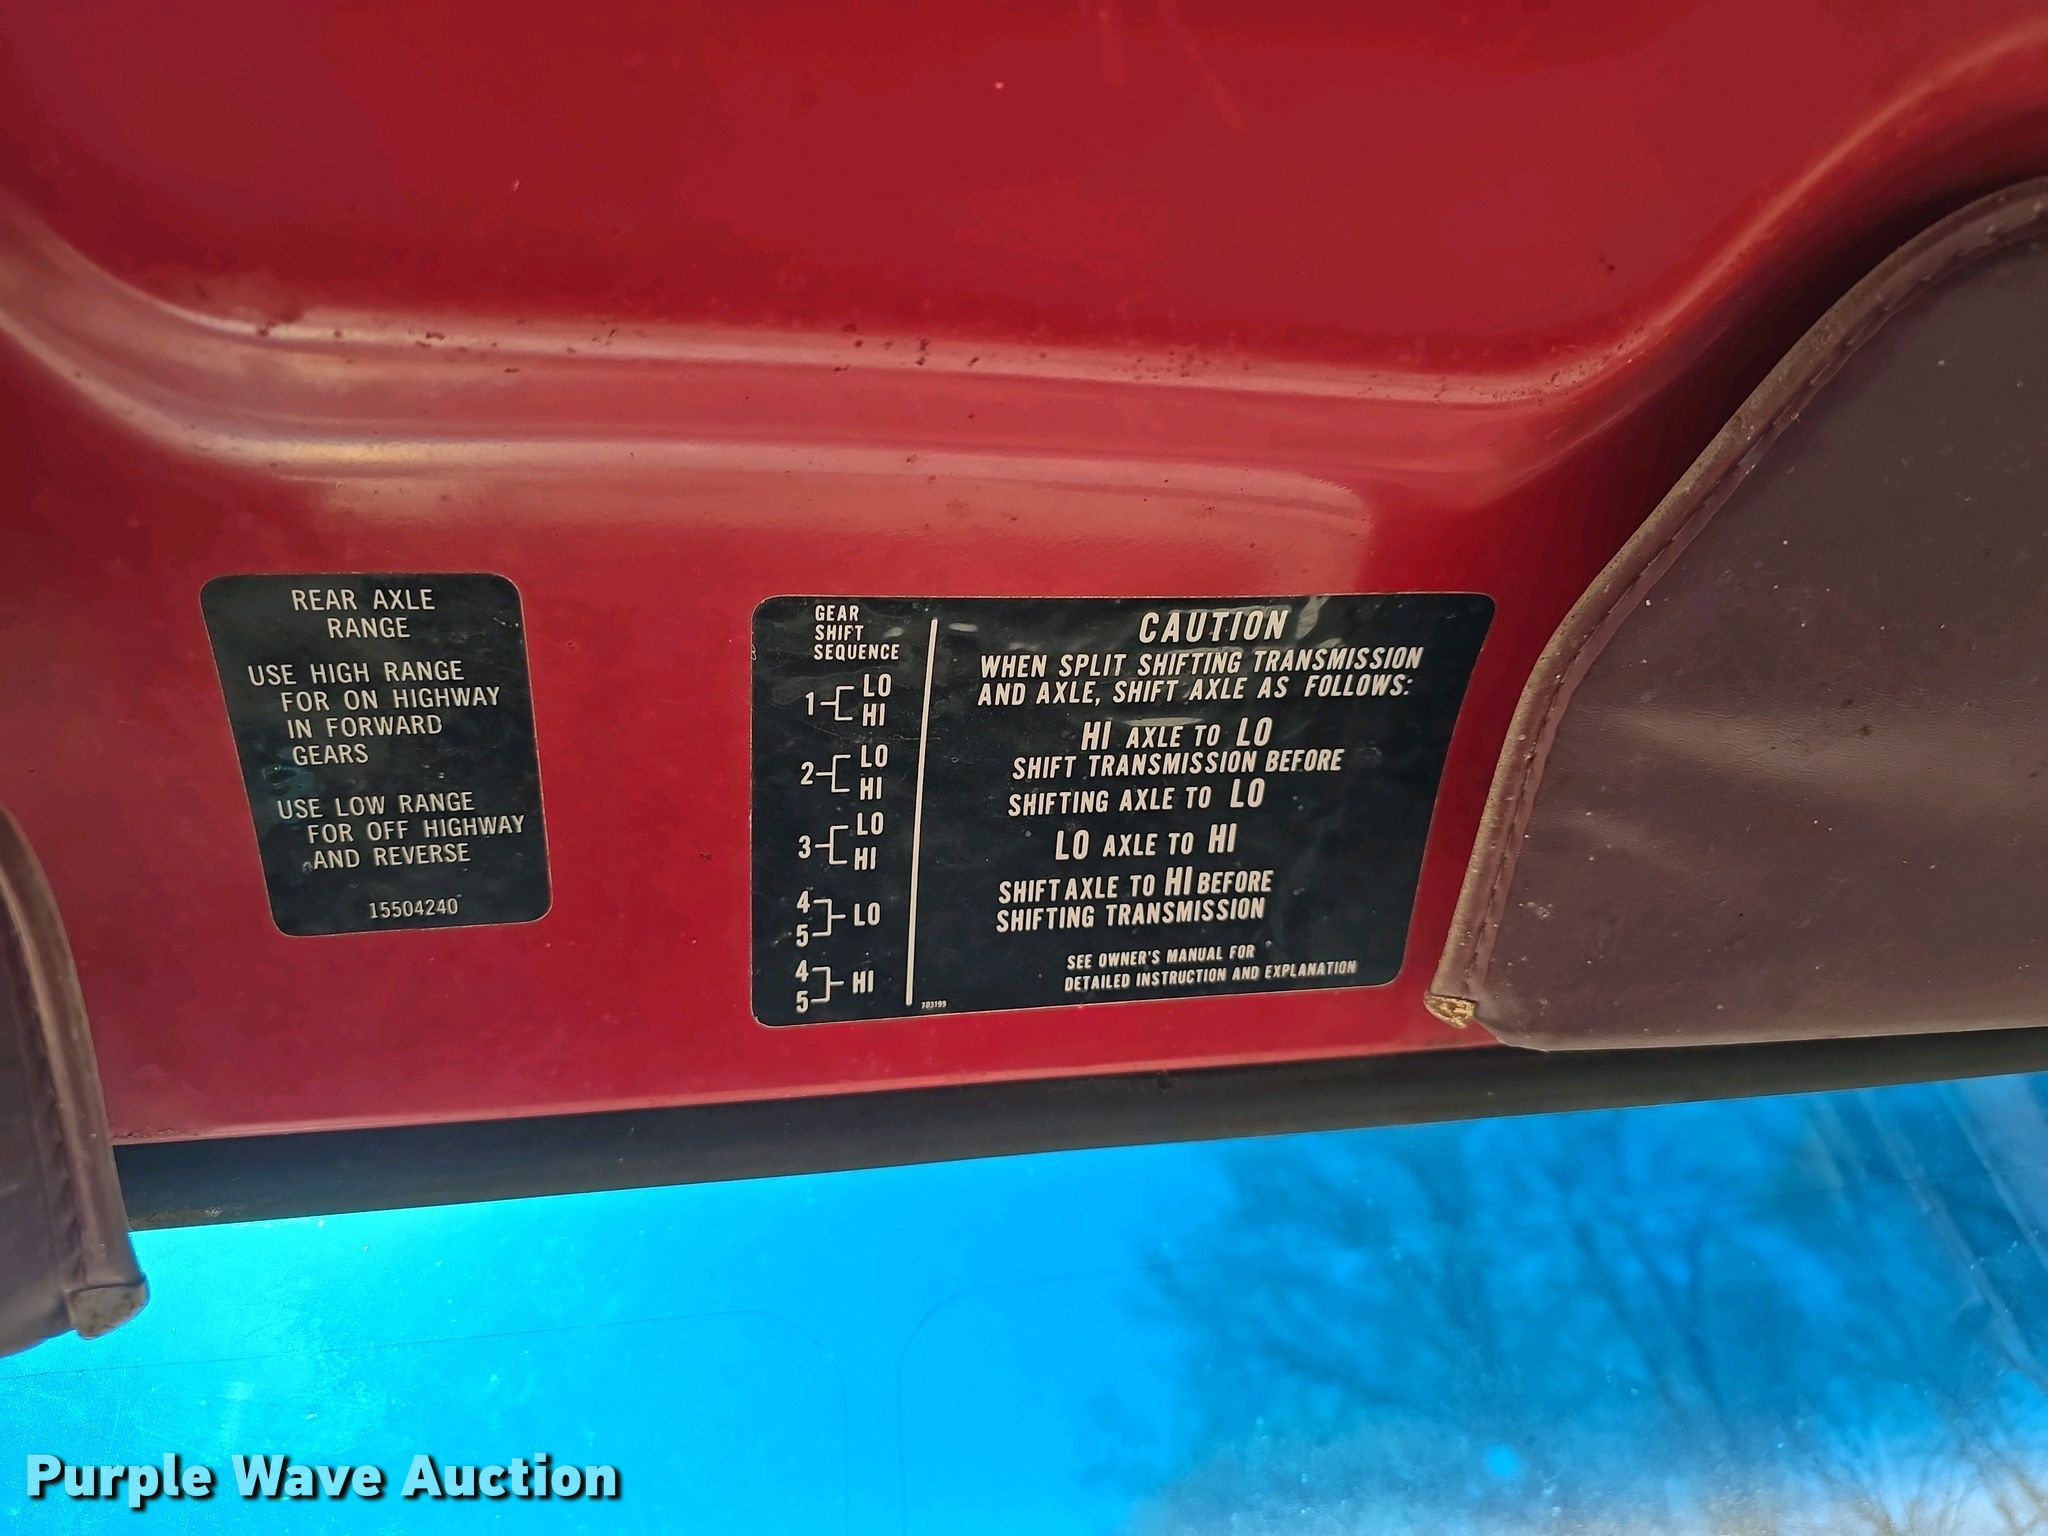 REAR AXLE
RANGE
USE HIGH RANGE
FOR ON HIGHWAY
IN FORWARD
GEARS
USE LOW RANGE
FOR OFF HIGHWAY
AND REVERSE
15504240
GEAR
SHIFT
SEQUENCE
1 LO
HI
2 LO
HI
3 LO
HI
4
5 LO
4
5 HI
703199
CAUTION
WHEN SPLIT SHIFTING TRANSMISSION
AND AXLE, SHIFT AXLE AS FOLLOWS:
HI AXLE TO LO
SHIFT TRANSMISSION BEFORE
SHIFTING AXLE TO LO
LO AXLE TO HI
SHIFT AXLE TO HI BEFORE
SHIFTING TRANSMISSION
SEE OWNER'S MANUAL FOR
DETAILED INSTRUCTION AND EXPLANATION
Purple Wave Auction